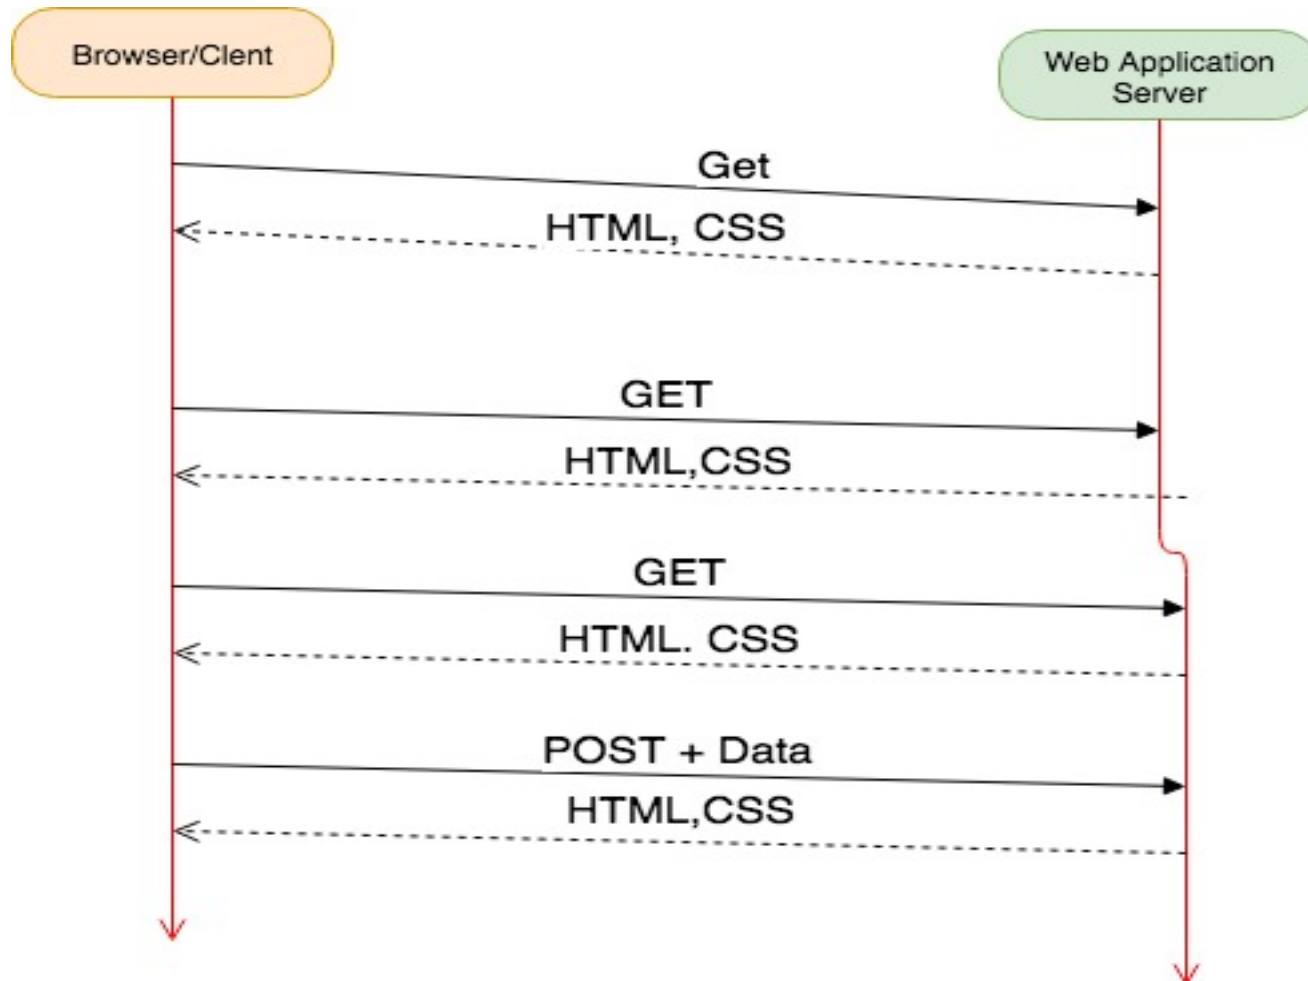 Browser/Clent
Web Application
Server
Get
HTML, CSS
GET
HTML,CSS
GET
HTML. CSS
POST + Data
HTML,CSS